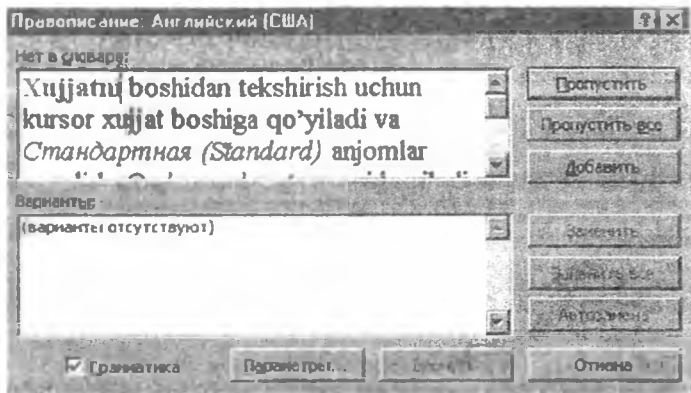 Правописание: Английский (США)
Нет в словаре:
Xujjatni boshidan tekshirish uchun
kursor xujjat boshiga qo'yiladi va
Стандартная (Standard) anjomlar
Пропустить
Пропустить все
Добавить
Варианты:
(варианты отсутствуют)
Заменить
Заменить все
Автозамена
Грамматика
Параметры...
Отмена